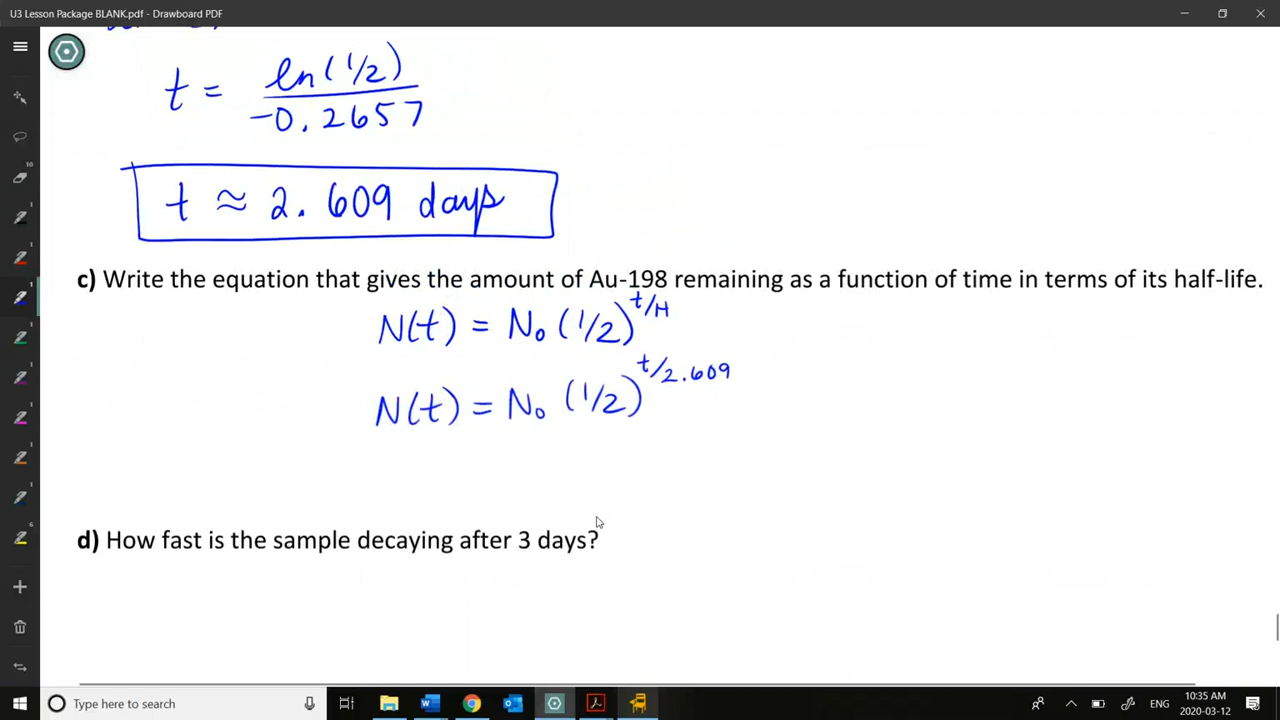 U3 Lesson Package BLANK.pdf - Drawboard PDF
t = ln(1/2)
-0.2657
t ≈ 2.609 days
c) Write the equation that gives the amount of Au-198 remaining as a function of time in terms of its half-life.
N(t) = N₀ (1/2)^t/H
N(t) = N₀ (1/2)^t/2.609
d) How fast is the sample decaying after 3 days?
Type here to search
ENG
10:35 AM
2020-03-12